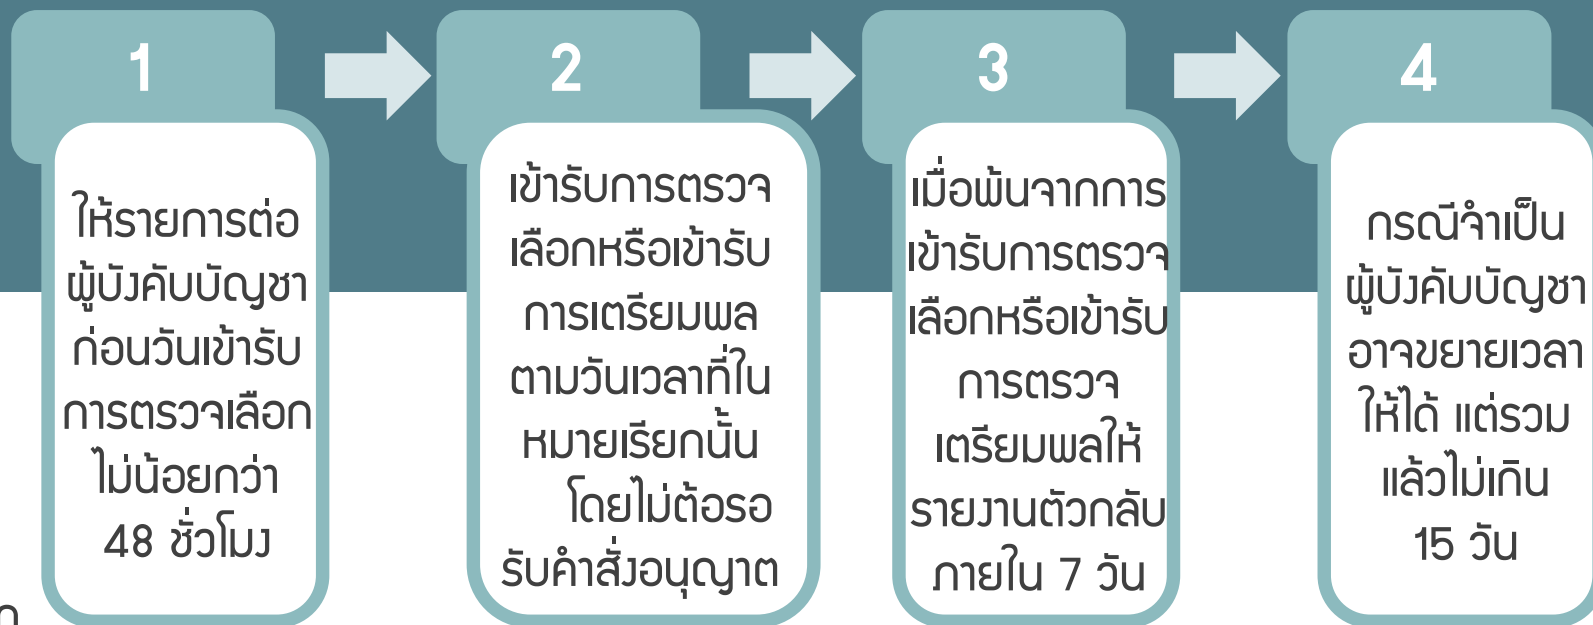 1
ให้รายการต่อ
ผู้บังคับบัญชา
ก่อนวันเข้ารับ
การตรวจเลือก
ไม่น้อยกว่า
48 ชั่วโมง
2
เข้ารับการตรวจ
เลือกหรือเข้ารับ
การเตรียมพล
ตามวันเวลาที่ใน
หมายเรียกนั้น
โดยไม่ต้อรอ
รับคำสั่งอนุญาต
3
เมื่อพ้นจากการ
เข้ารับการตรวจ
เลือกหรือเข้ารับ
การตรวจ
เตรียมพลให้
รายงานตัวกลับ
ภายใน 7 วัน
4
กรณีจำเป็น
ผู้บังคับบัญชา
อาจขยายเวลา
ให้ได้ แต่รวม
แล้วไม่เกิน
15 วัน